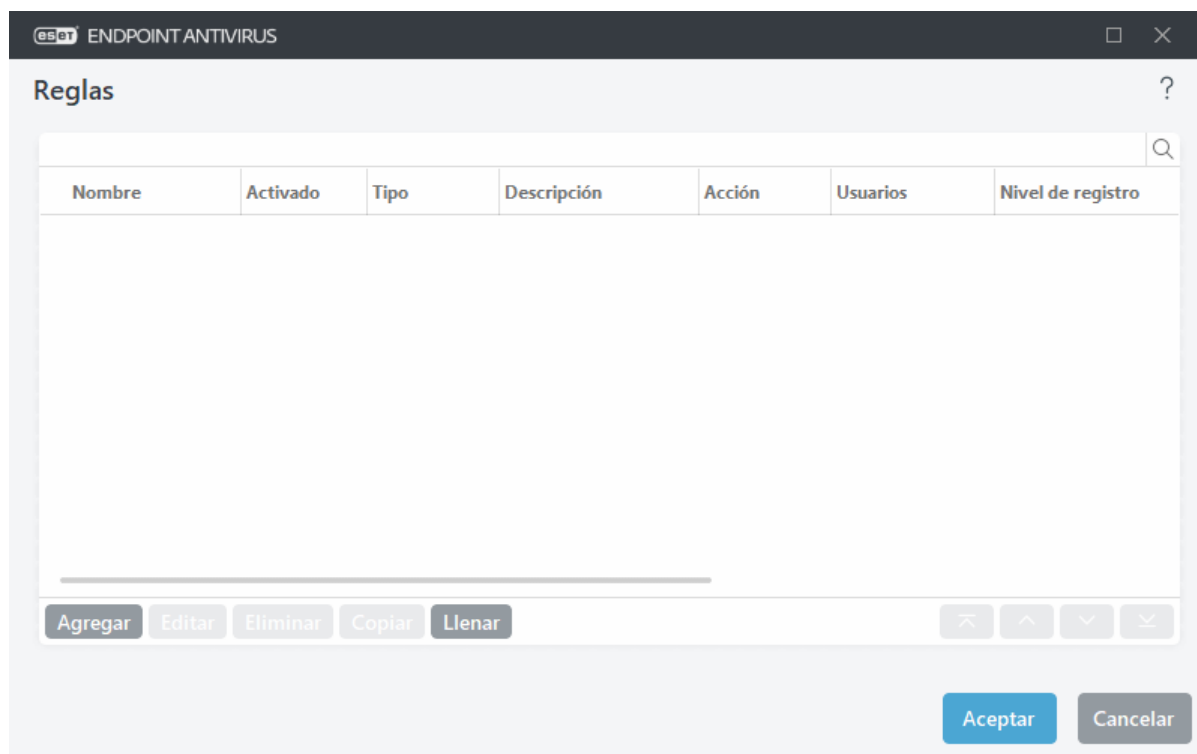 eset ENDPOINT ANTIVIRUS
Reglas
?
Nombre Activado Tipo Descripción Acción Usuarios Nivel de registro
Agregar Editar Eliminar Copiar Llenar
Aceptar Cancelar